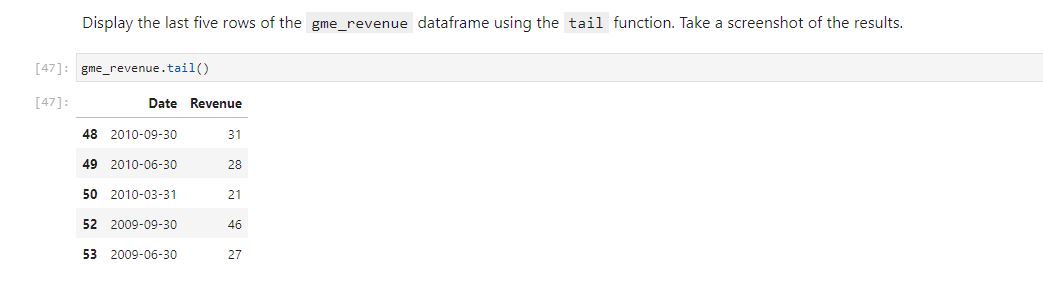 Display the last five rows of the gme_revenue dataframe using the tail function. Take a screenshot of the results.
[47]: gme_revenue.tail()
[47]: Date Revenue
48 2010-09-30 31
49 2010-06-30 28
50 2010-03-31 21
52 2009-09-30 46
53 2009-06-30 27